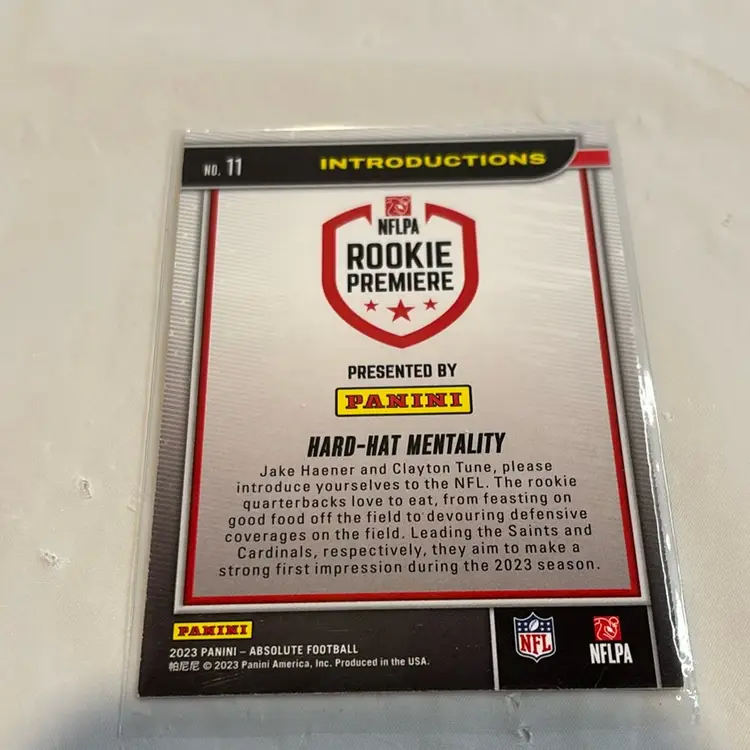 NO. 11
INTRODUCTIONS
NFLPA
ROOKIE
PREMIERE
PRESENTED BY
PANINI
HARD-HAT MENTALITY
Jake Haener and Clayton Tune, please
introduce yourselves to the NFL. The rookie
quarterbacks love to eat, from feasting on
good food off the field to devouring defensive
coverages on the field. Leading the Saints and
Cardinals, respectively, they aim to make a
strong first impression during the 2023 season.
PANINI
2023 PANINI – ABSOLUTE FOOTBALL
帕尼尼 © 2023 Panini America, Inc. Produced in the USA.
NFL
NFLPA